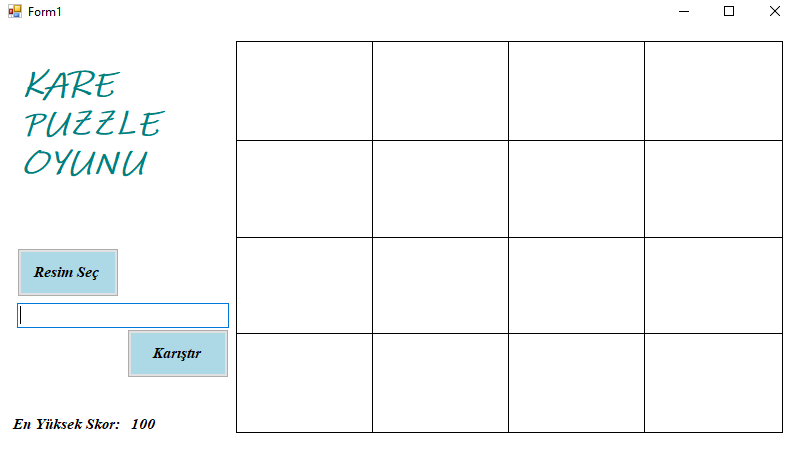 Form1
KARE
PUZZLE
OYUNU
Resim Seç
Karıştır
En Yüksek Skor: 100